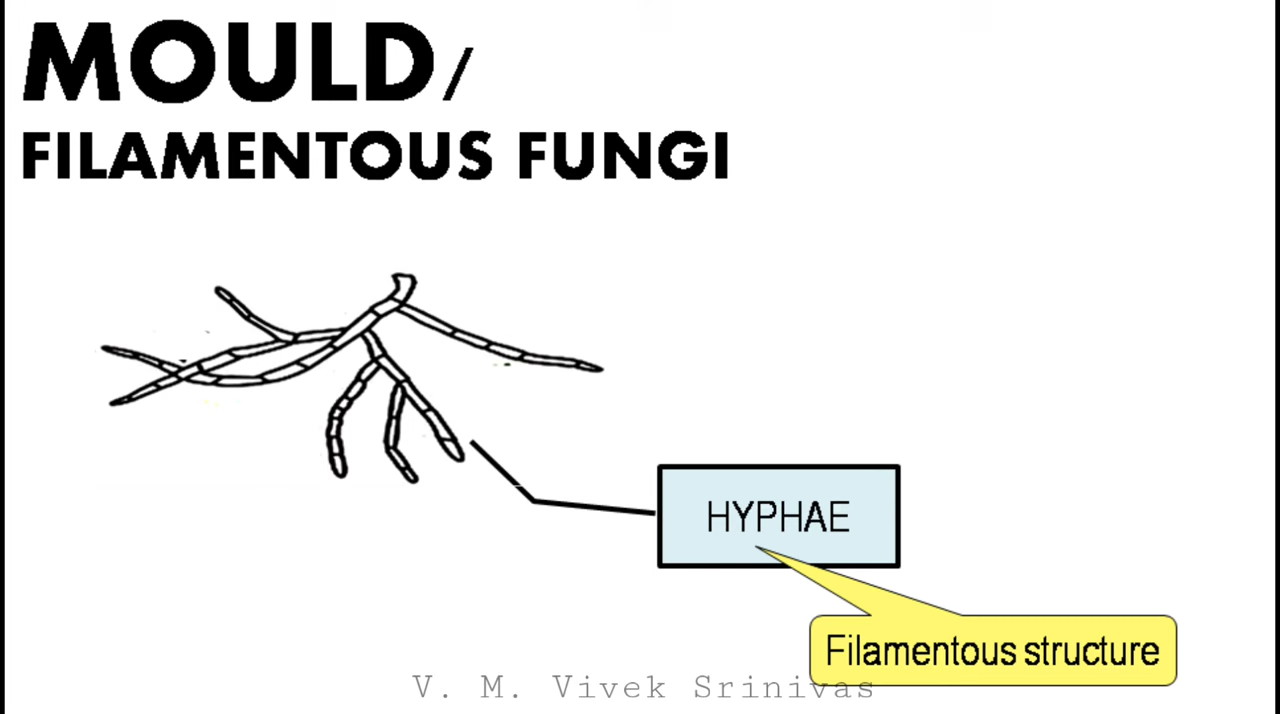 MOULD/
FILAMENTOUS FUNGI
HYPHAE
Filamentous structure
V. M. Vivek Srinivas